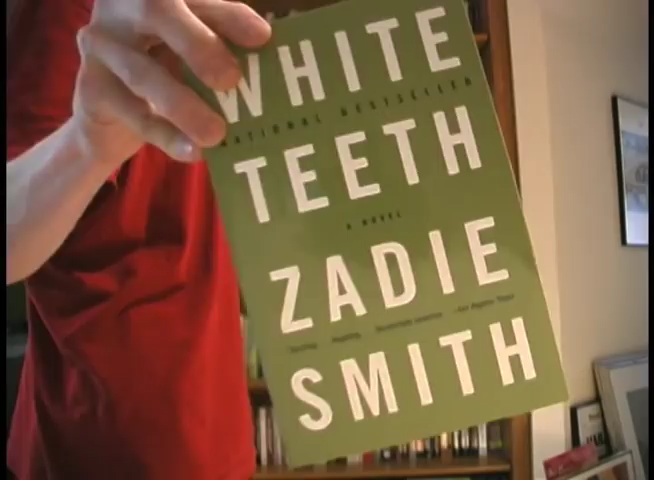 WHITE
NATIONAL BESTSELLER
TEETH
A NOVEL
ZADIE
SMITH